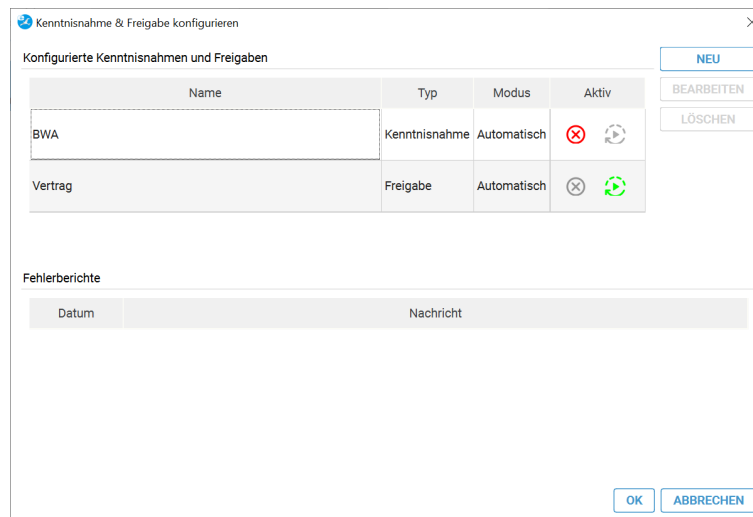 Kenntnisnahme & Freigabe konfigurieren
Konfigurierte Kenntnisnahmen und Freigaben
NEU
BEARBEITEN
LÖSCHEN
Name Typ Modus Aktiv
BWA Kenntnisnahme Automatisch
Vertrag Freigabe Automatisch
Fehlerberichte
Datum Nachricht
OK ABBRECHEN